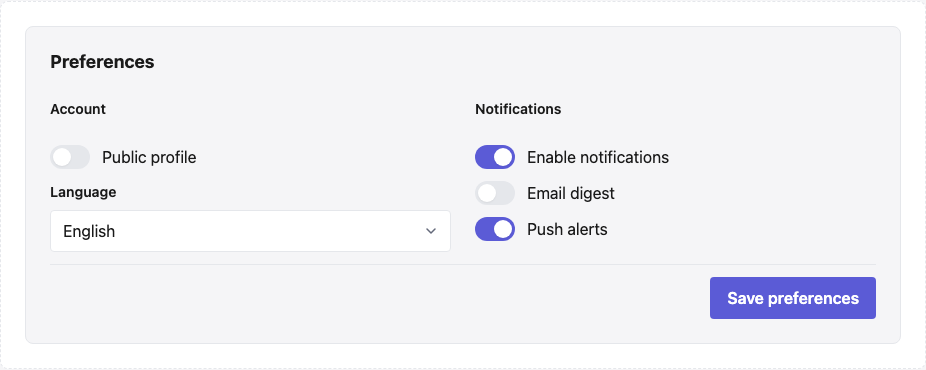 Preferences
Account
Public profile
Language
English
Notifications
Enable notifications
Email digest
Push alerts
Save preferences